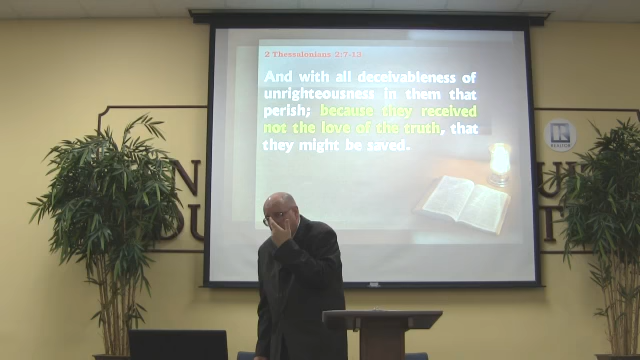 2 Thessalonians 2:7-13
And with all deceivableness of
unrighteousness in them that
perish; because they received
not the love of the truth, that
they might be saved.
R
REALTOR